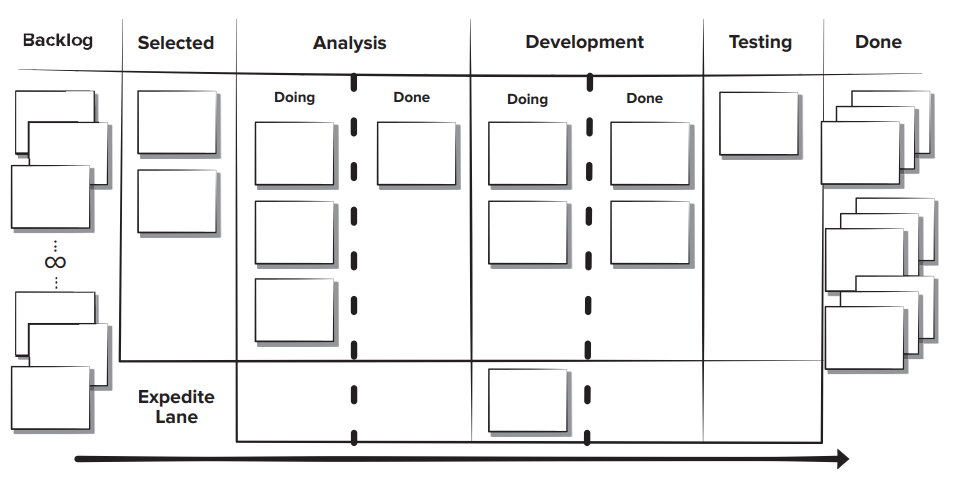 Backlog
Selected
Analysis
Development
Testing
Done
Doing
Done
Doing
Done
∞
Expedite
Lane